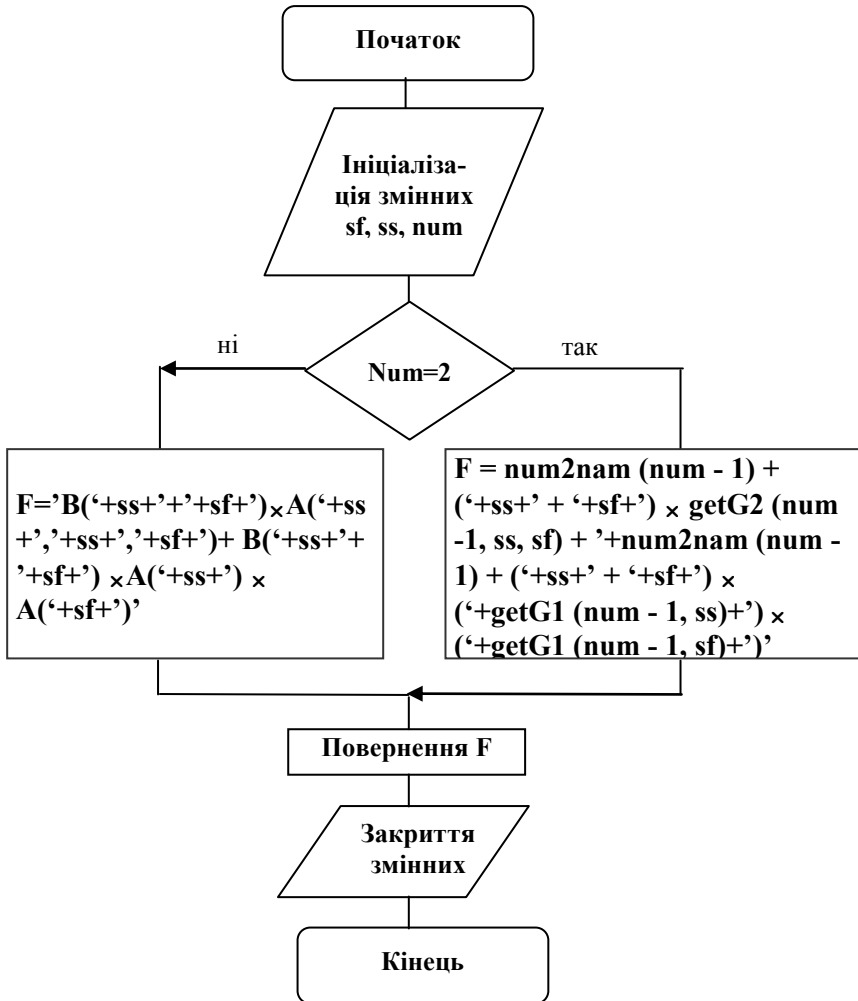 Початок
Ініціаліза-
ція змінних
sf, ss, num
ні
так
Num=2
F=’B(‘+ss+’+’+sf+’)×A(‘+ss
+’,’+ss+’,’+sf+’)+ B(‘+ss+’+
’+sf+’) ×A(‘+ss+’) ×
A(‘+sf+’)’
F = num2nam (num - 1) +
(‘+ss+’ + ‘+sf+’) × getG2 (num
-1, ss, sf) + ’+num2nam (num -
1) + (‘+ss+’ + ‘+sf+’) ×
(‘+getG1 (num - 1, ss)+’) ×
(‘+getG1 (num - 1, sf)+’)’
Повернення F
Закриття
змінних
Кінець